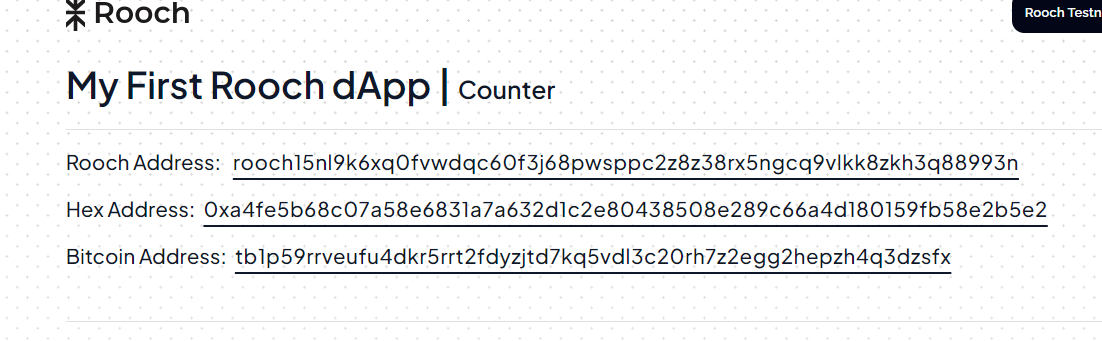 Rooch
Rooch Testn
My First Rooch dApp | Counter
Rooch Address: rooch15nl9k6xq0fvwdqc60f3j68pwsppc2z8z38rx5ngcq9vlkk8zkh3q88993n
Hex Address: 0xa4fe5b68c07a58e6831a7a632d1c2e80438508e289c66a4d180159fb58e2b5e2
Bitcoin Address: tb1p59rrveufu4dkr5rrt2fdyzjtd7kq5vdl3c20rh7z2egg2hepzh4q3dzsfx